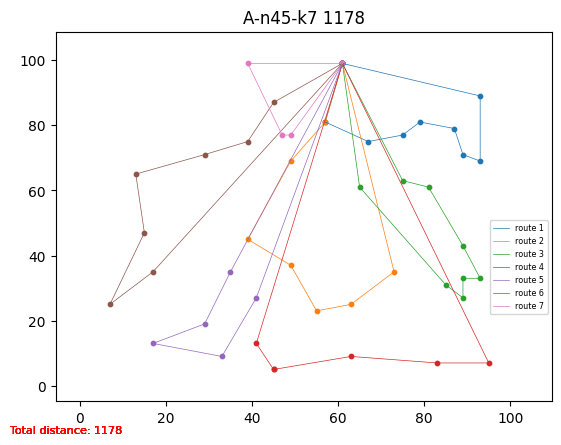 A-n45-k7 1178
100
80
60
40
20
0
route 1
route 2
route 3
route 4
route 5
route 6
route 7
0 20 40 60 80 100
Total distance: 1178